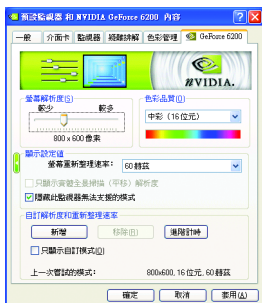 預設監視器 和 NVIDIA GeForce 6200 內容
一般 介面卡 監視器 疑難排解 色彩管理 GeForce 6200
NVIDIA.
螢幕解析度(S)
較少 較多
800 x 600 像素
色彩品質(Q)
中彩 (16 位元)
顯示設定值
螢幕重新整理速率: 60 赫茲
只顯示實體全景掃描 (平移) 解析度
隱藏此監視器無法支援的模式
自訂解析度和重新整理速率
新增 移除(R) 進階計時
只顯示自訂模式(O)
上一次嘗試的模式: 800x600, 16 位元, 60 赫茲
確定 取消 套用(A)